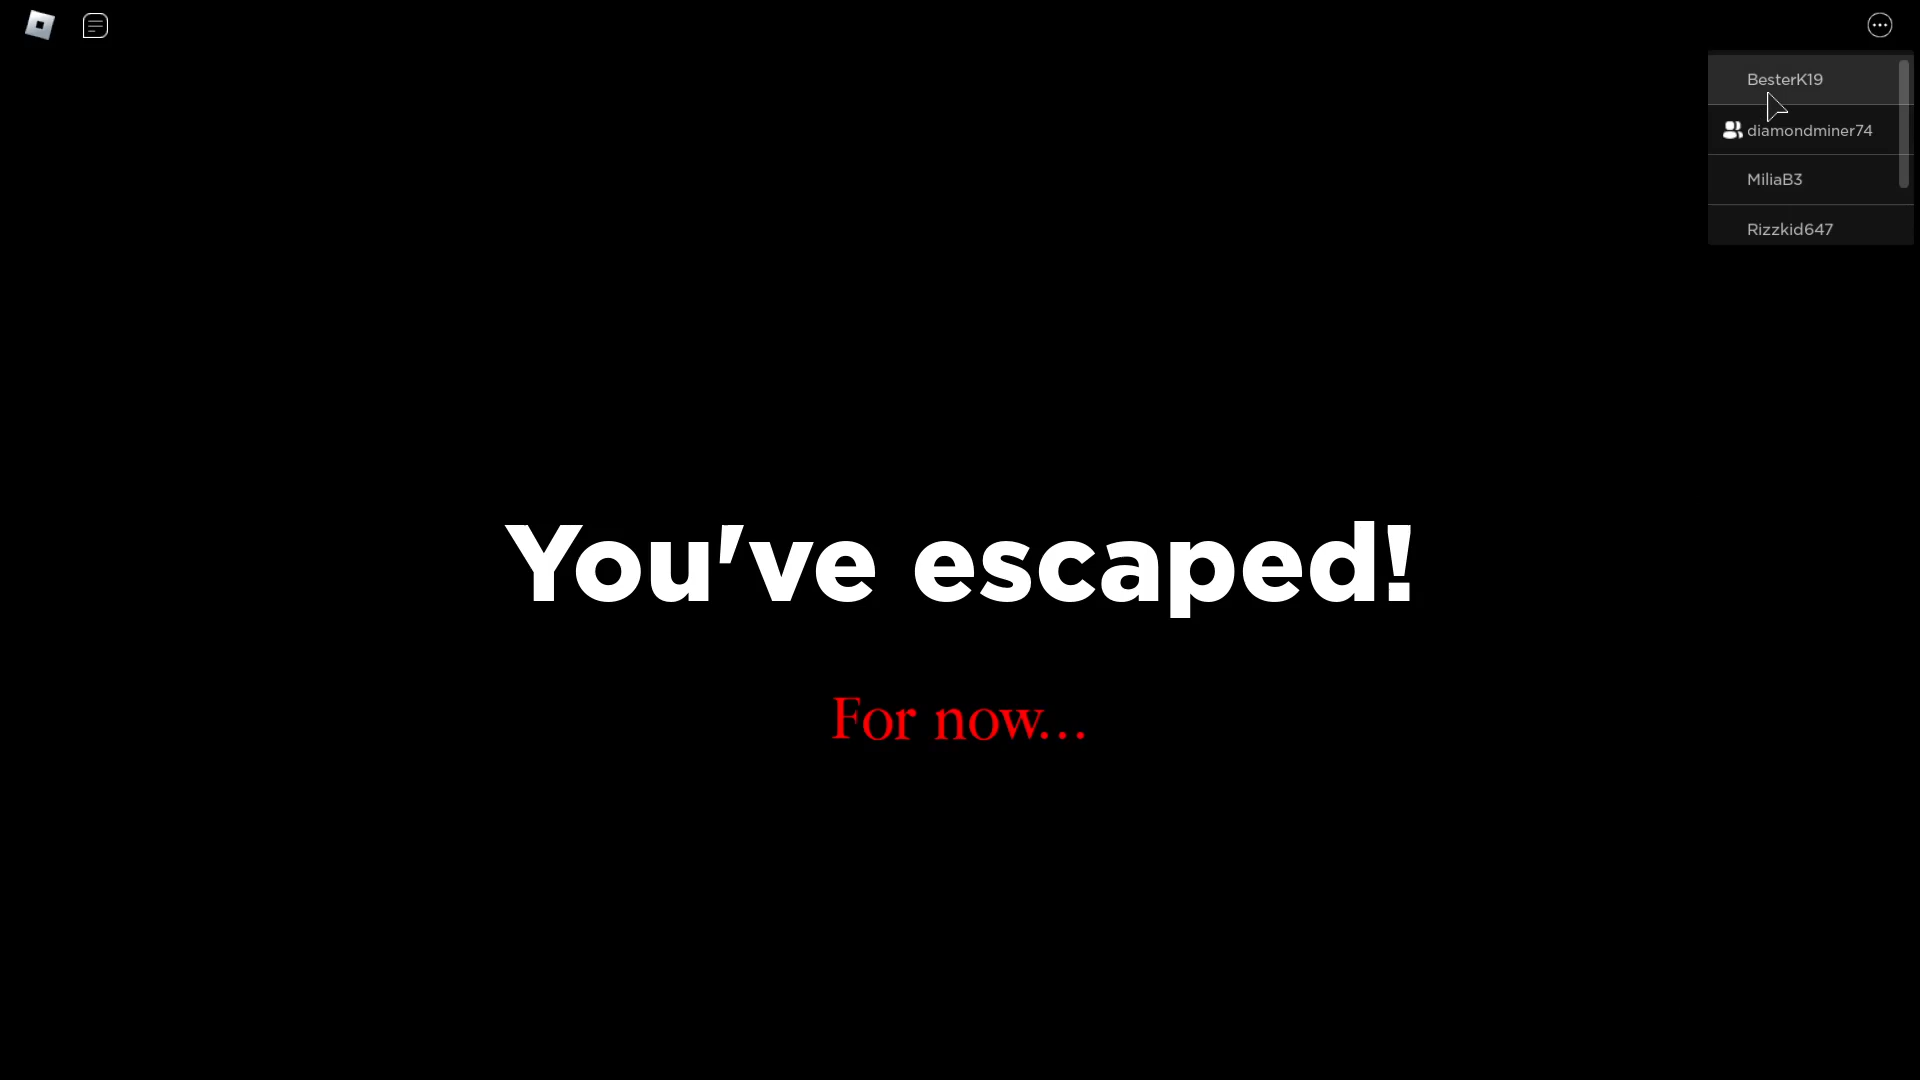 BesterK19
diamondminer74
MiliaB3
Rizzkid647
You've escaped!
For now...